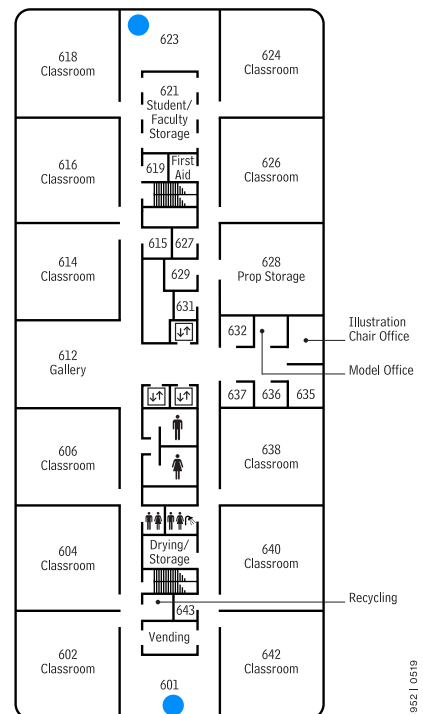 623
618
Classroom
624
Classroom
621
Student/
Faculty
Storage
619
First
Aid
616
Classroom
626
Classroom
615
627
614
Classroom
629
628
Prop Storage
631
632
Illustration
Chair Office
612
Gallery
Model Office
637
636
635
606
Classroom
638
Classroom
604
Classroom
Drying/
Storage
640
Classroom
643
Recycling
Vending
602
Classroom
642
Classroom
601
952 | 0519